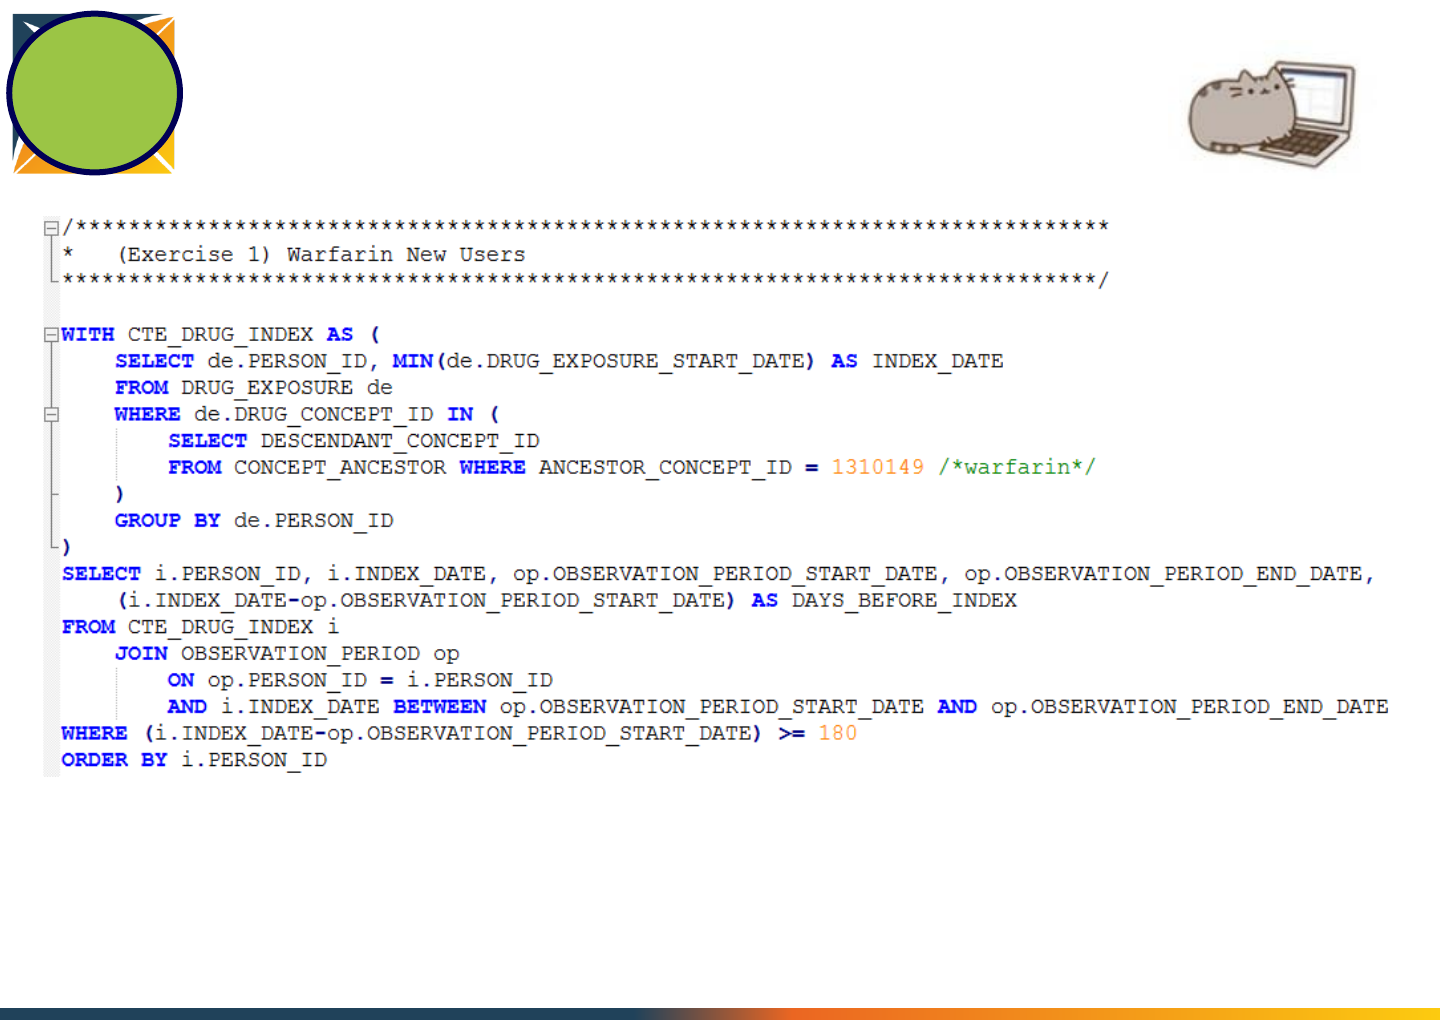 /******************************************************************************
*   (Exercise 1) Warfarin New Users
******************************************************************************/
WITH CTE_DRUG_INDEX AS (
    SELECT de.PERSON_ID, MIN(de.DRUG_EXPOSURE_START_DATE) AS INDEX_DATE
    FROM DRUG_EXPOSURE de
    WHERE de.DRUG_CONCEPT_ID IN (
        SELECT DESCENDANT_CONCEPT_ID
        FROM CONCEPT_ANCESTOR WHERE ANCESTOR_CONCEPT_ID = 1310149 /*warfarin*/
    )
    GROUP BY de.PERSON_ID
)
SELECT i.PERSON_ID, i.INDEX_DATE, op.OBSERVATION_PERIOD_START_DATE, op.OBSERVATION_PERIOD_END_DATE,
    (i.INDEX_DATE-op.OBSERVATION_PERIOD_START_DATE) AS DAYS_BEFORE_INDEX
FROM CTE_DRUG_INDEX i
    JOIN OBSERVATION_PERIOD op
        ON op.PERSON_ID = i.PERSON_ID
        AND i.INDEX_DATE BETWEEN op.OBSERVATION_PERIOD_START_DATE AND op.OBSERVATION_PERIOD_END_DATE
WHERE (i.INDEX_DATE-op.OBSERVATION_PERIOD_START_DATE) >= 180
ORDER BY i.PERSON_ID